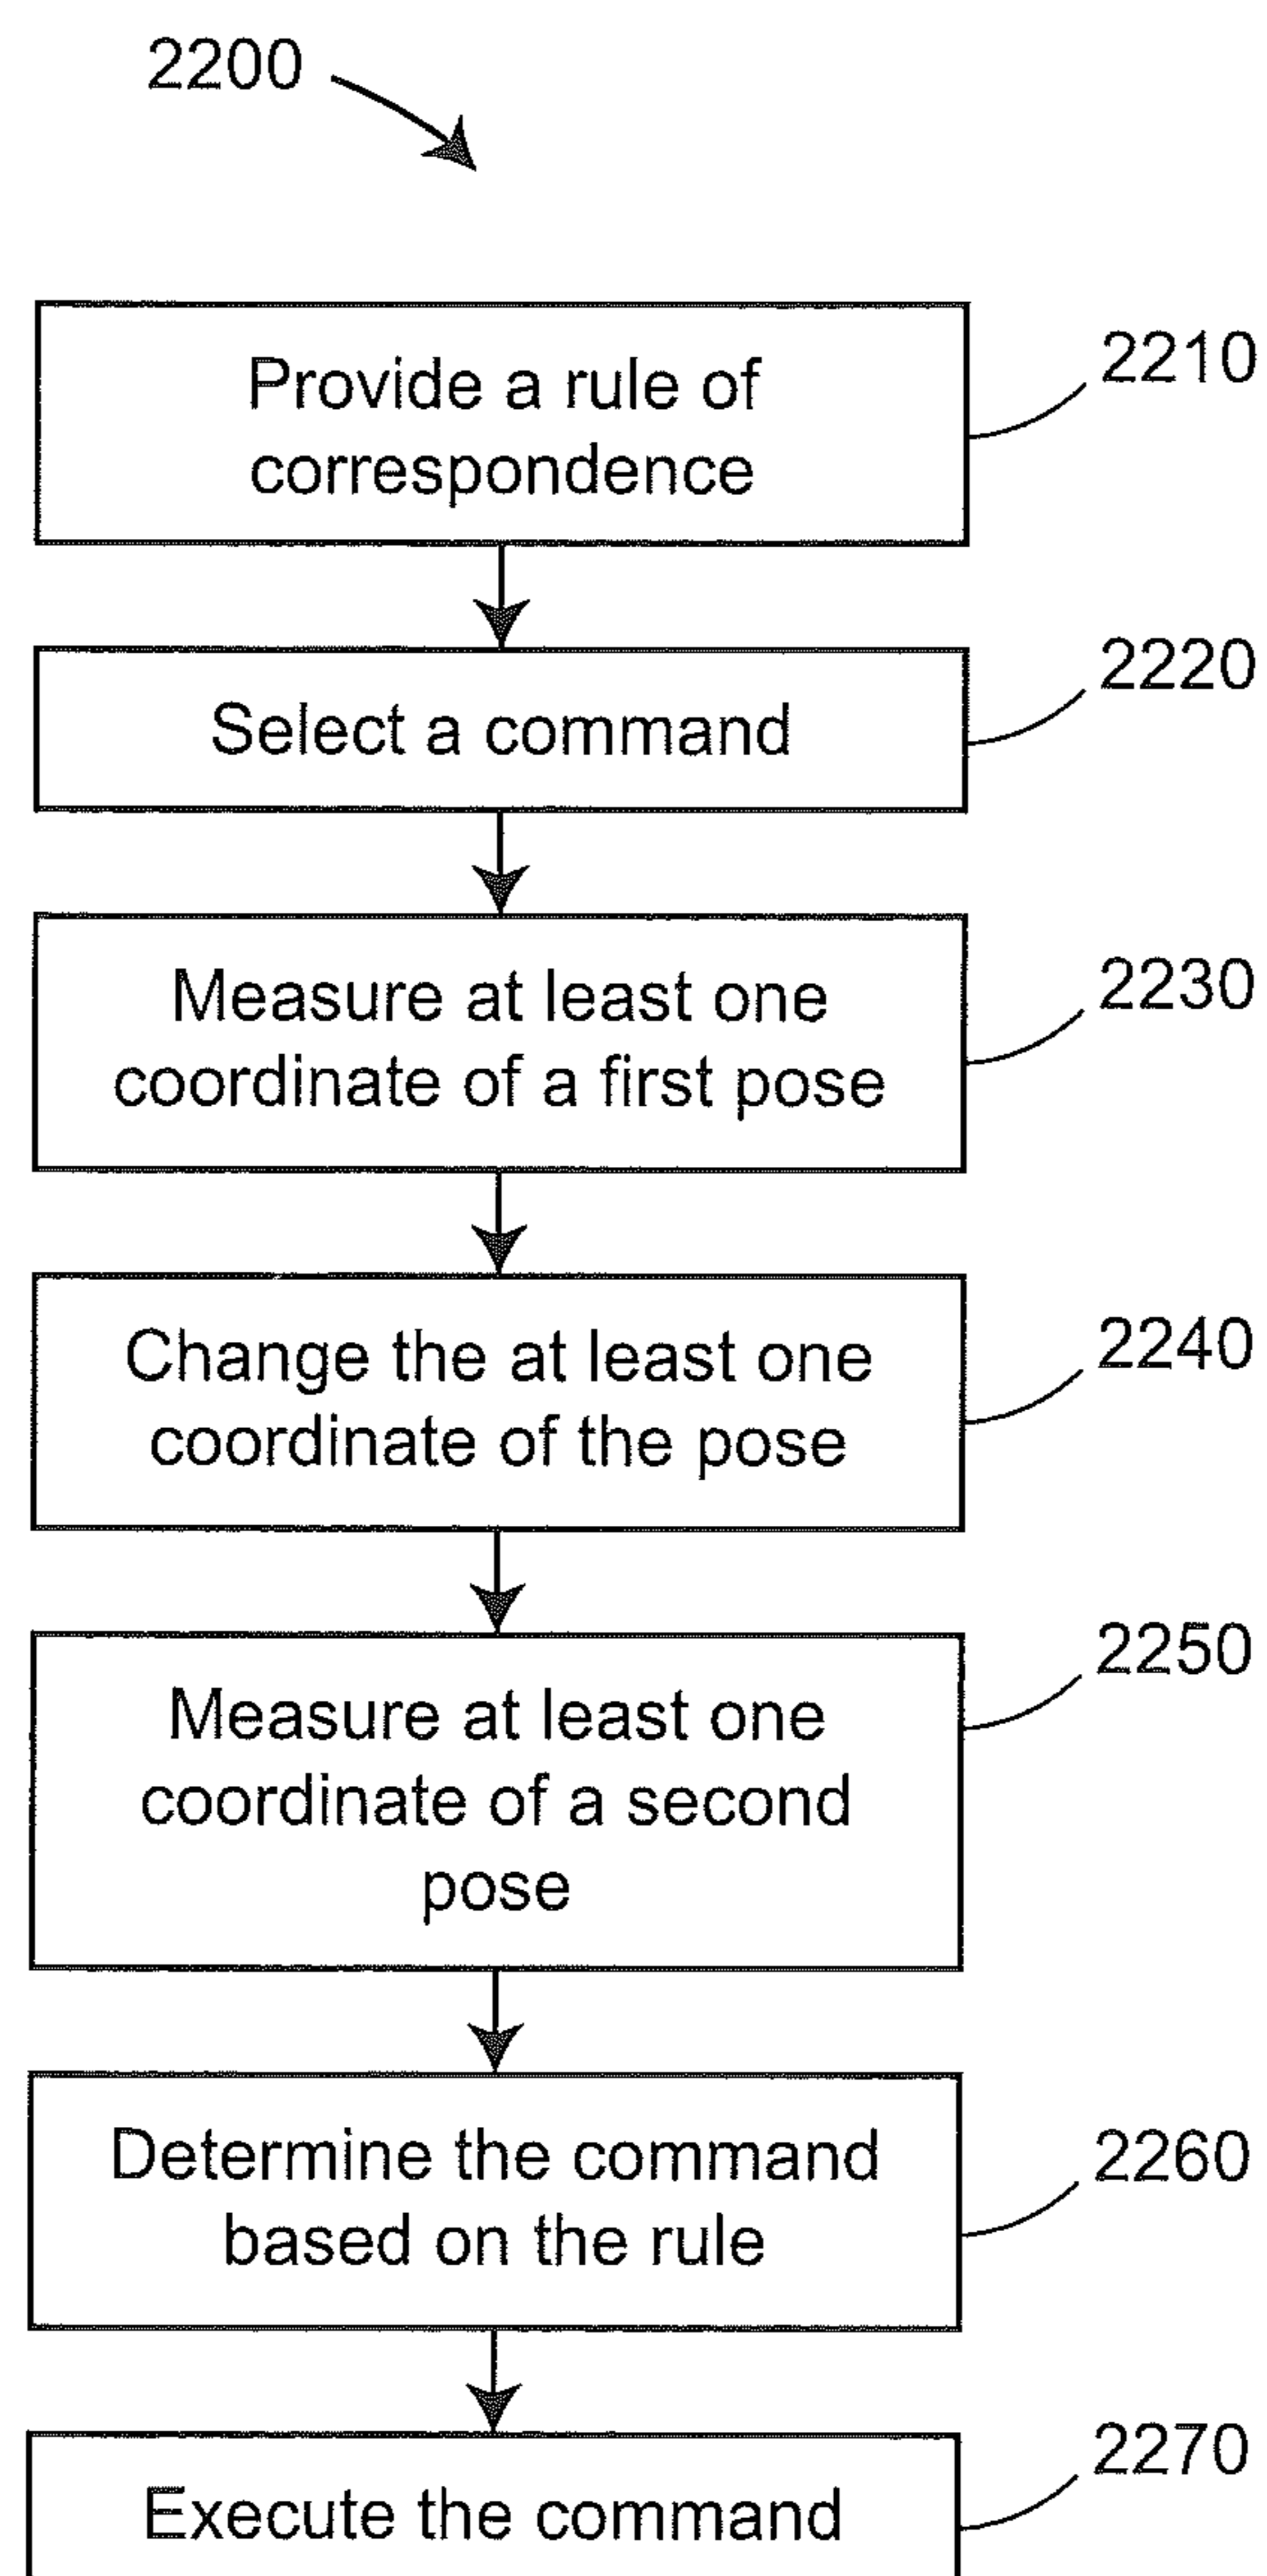 2200
Provide a rule of
correspondence
2210
Select a command
2220
Measure at least one
coordinate of a first pose
2230
Change the at least one
coordinate of the pose
2240
Measure at least one
coordinate of a second
pose
2250
Determine the command
based on the rule
2260
Execute the command
2270